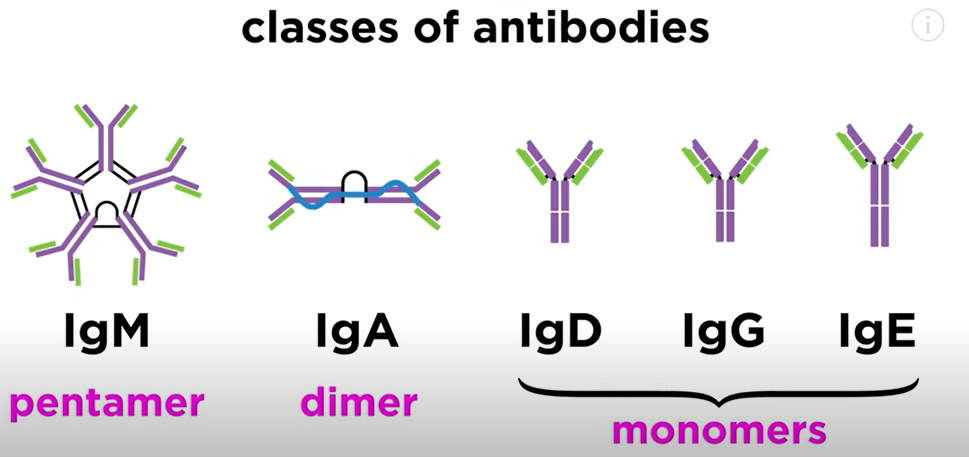 classes of antibodies
i
IgM
IgA
IgD
IgG
IgE
pentamer
dimer
monomers